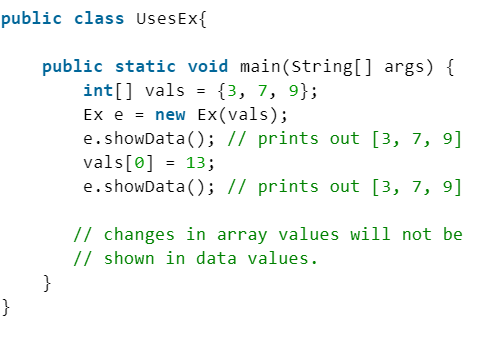 public class UsesEx{
public static void main(String[] args) {
int[] vals = {3, 7, 9};
Ex e = new Ex(vals);
e.showData(); // prints out [3, 7, 9]
vals[0] = 13;
e.showData(); // prints out [3, 7, 9]
// changes in array values will not be
// shown in data values.
}
}